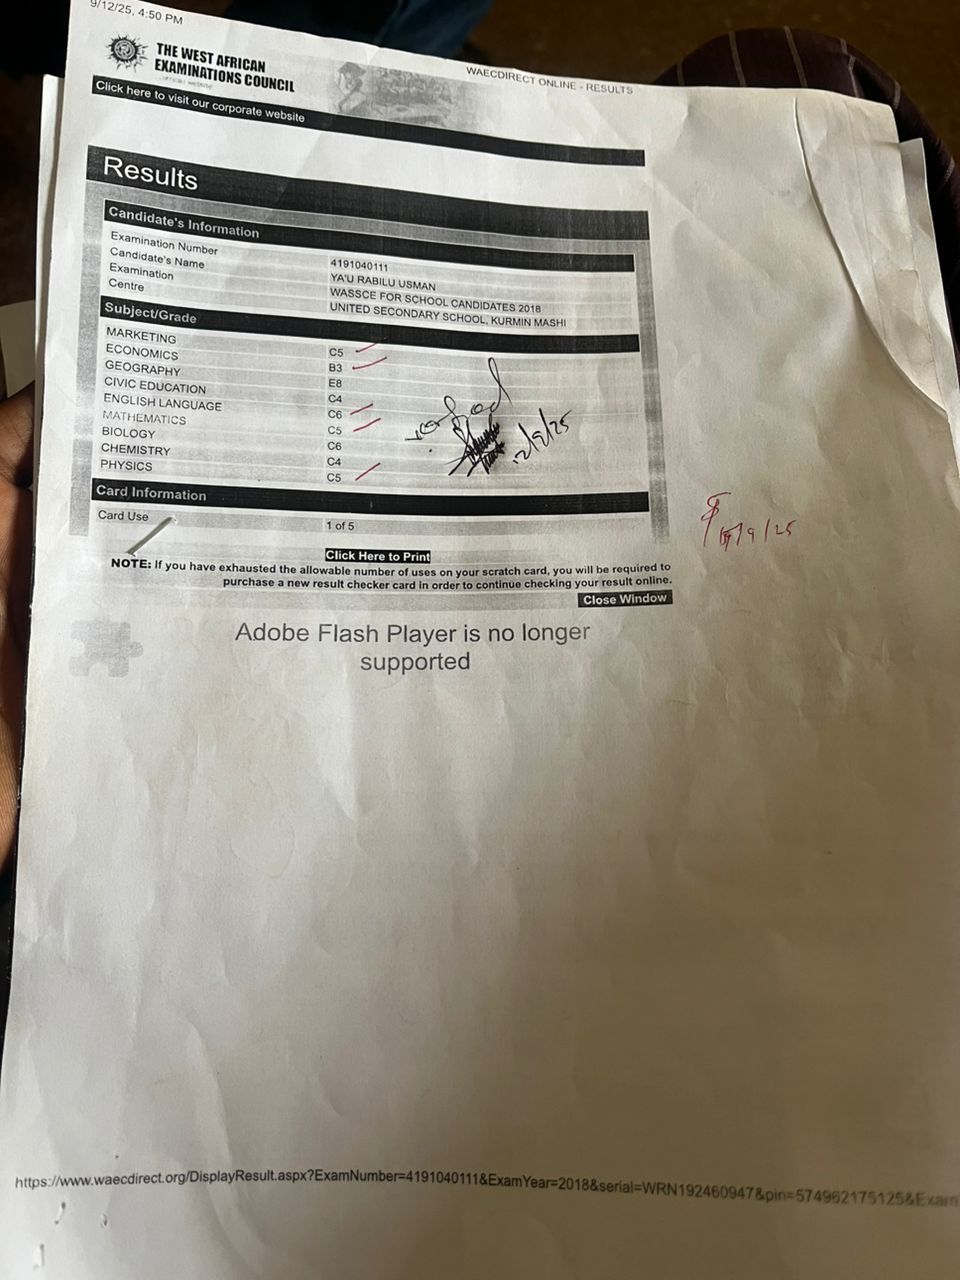 9/12/25, 4:50 PM
WAECDIRECT ONLINE - RESULTS
THE WEST AFRICAN
EXAMINATIONS COUNCIL
Click here to visit our corporate website
Results
Candidate's Information
Examination Number 4191040111
Candidate's Name YA'U RABILU USMAN
Examination WASSCE FOR SCHOOL CANDIDATES 2018
Centre UNITED SECONDARY SCHOOL, KURMIN MASHI
Subject/Grade
MARKETING C5
ECONOMICS B3
GEOGRAPHY E8
CIVIC EDUCATION C4
ENGLISH LANGUAGE C6
MATHEMATICS C5
BIOLOGY C6
CHEMISTRY C4
PHYSICS C5
12/9/25
Card Information
Card Use 1 of 5
/9/25
Click Here to Print
NOTE: If you have exhausted the allowable number of uses on your scratch card, you will be required to
purchase a new result checker card in order to continue checking your result online.
Close Window
Adobe Flash Player is no longer
supported
https://www.waecdirect.org/DisplayResult.aspx?ExamNumber=4191040111&ExamYear=2018&serial=WRN192460947&pin=574962175125&Exam